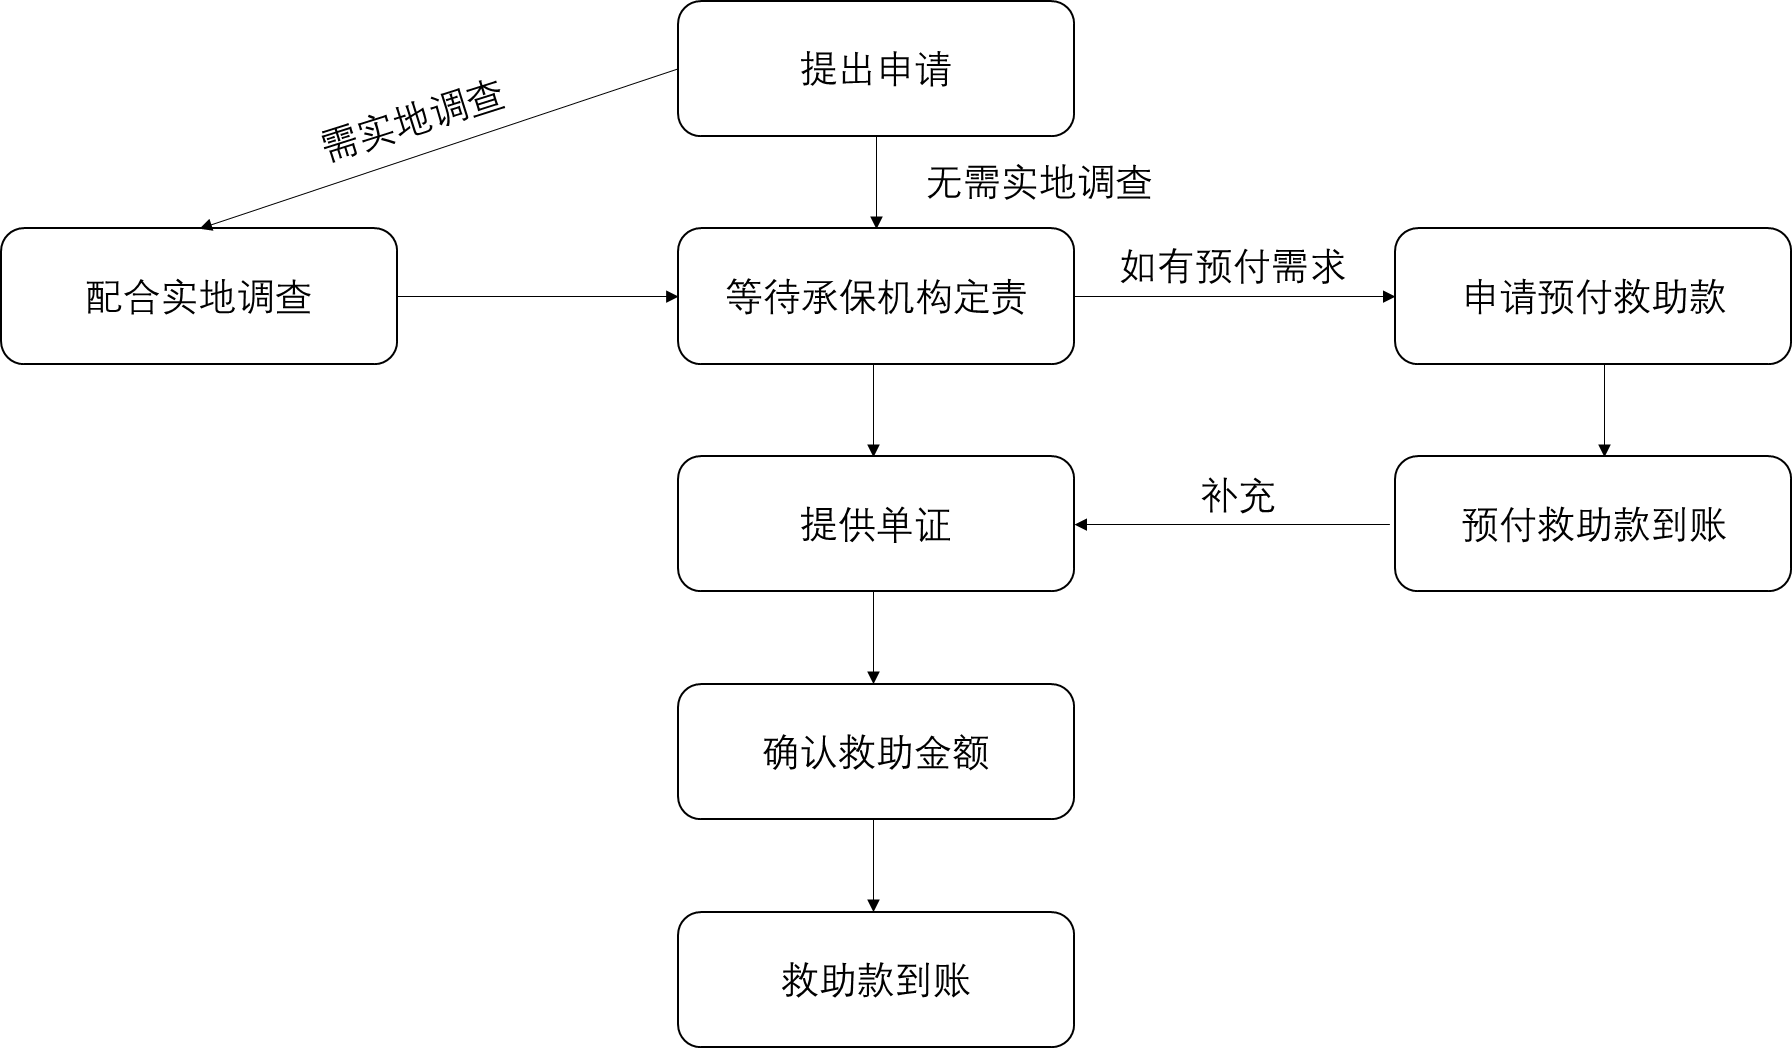 提出申请
需实地调查
无需实地调查
配合实地调查
等待承保机构定责
如有预付需求
申请预付救助款
提供单证
补充
预付救助款到账
确认救助金额
救助款到账